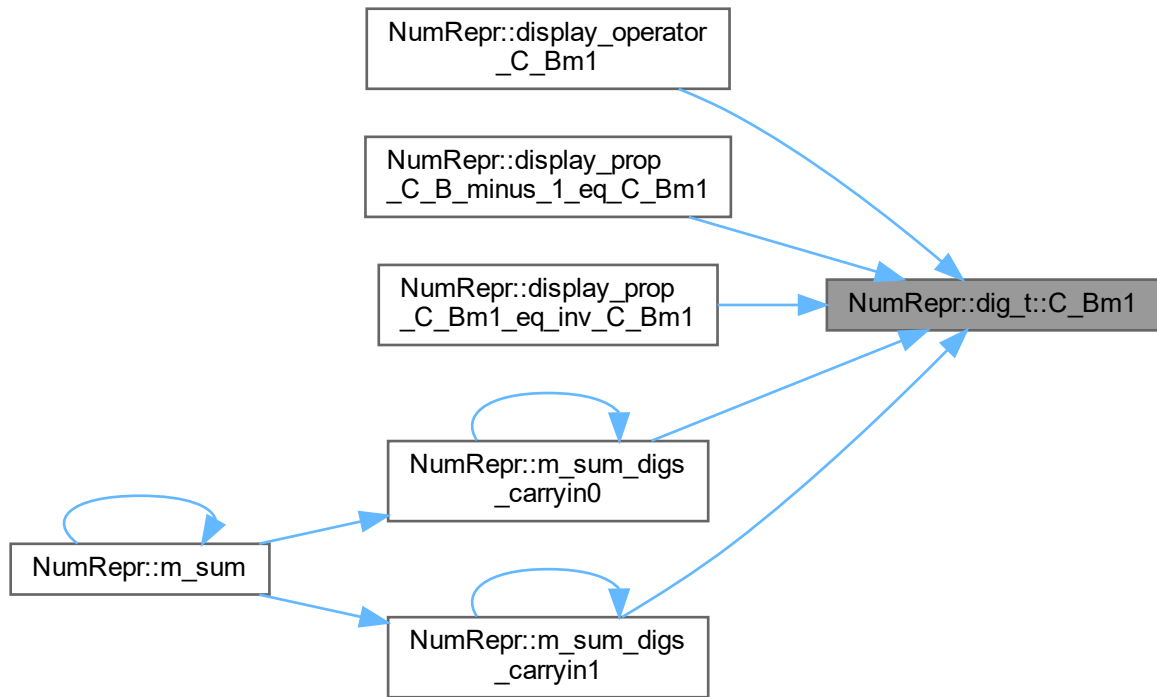 NumRepr::display_operator
_C_Bm1
NumRepr::display_prop
_C_B_minus_1_eq_C_Bm1
NumRepr::display_prop
_C_Bm1_eq_inv_C_Bm1
NumRepr::dig_t::C_Bm1
NumRepr::m_sum_digs
_carryin0
NumRepr::m_sum
NumRepr::m_sum_digs
_carryin1